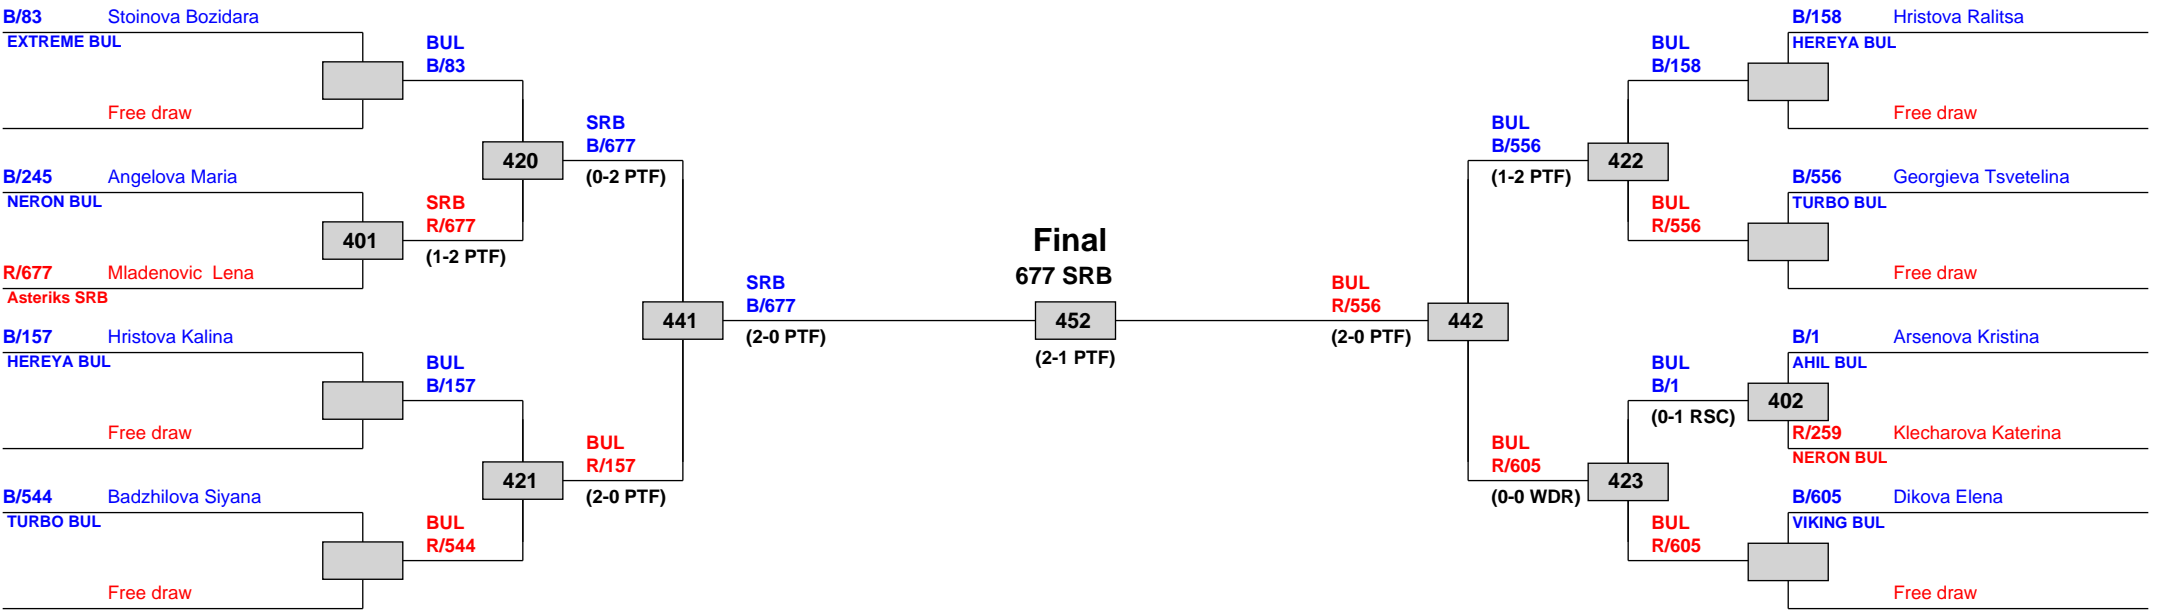 B/83 Stoinova Bozidara
EXTREME BUL
Free draw
B/245 Angelova Maria
NERON BUL
R/677 Mladenovic  Lena
Asteriks SRB
B/157 Hristova Kalina
HEREYA BUL
Free draw
B/544 Badzhilova Siyana
TURBO BUL
Free draw
BUL
B/83
401
SRB
R/677
(1-2 PTF)
BUL
B/157
BUL
R/544
420
SRB
B/677
(0-2 PTF)
421
BUL
R/157
(2-0 PTF)
441
SRB
B/677
(2-0 PTF)
Final
677 SRB
452
(2-1 PTF)
BUL
R/556
(2-0 PTF)
442
BUL
B/556
(1-2 PTF)
422
BUL
R/605
(0-0 WDR)
423
BUL
B/158
BUL
R/556
BUL
B/1
(0-1 RSC)
402
BUL
R/605
B/158 Hristova Ralitsa
HEREYA BUL
Free draw
B/556 Georgieva Tsvetelina
TURBO BUL
Free draw
B/1 Arsenova Kristina
AHIL BUL
R/259 Klecharova Katerina
NERON BUL
B/605 Dikova Elena
VIKING BUL
Free draw